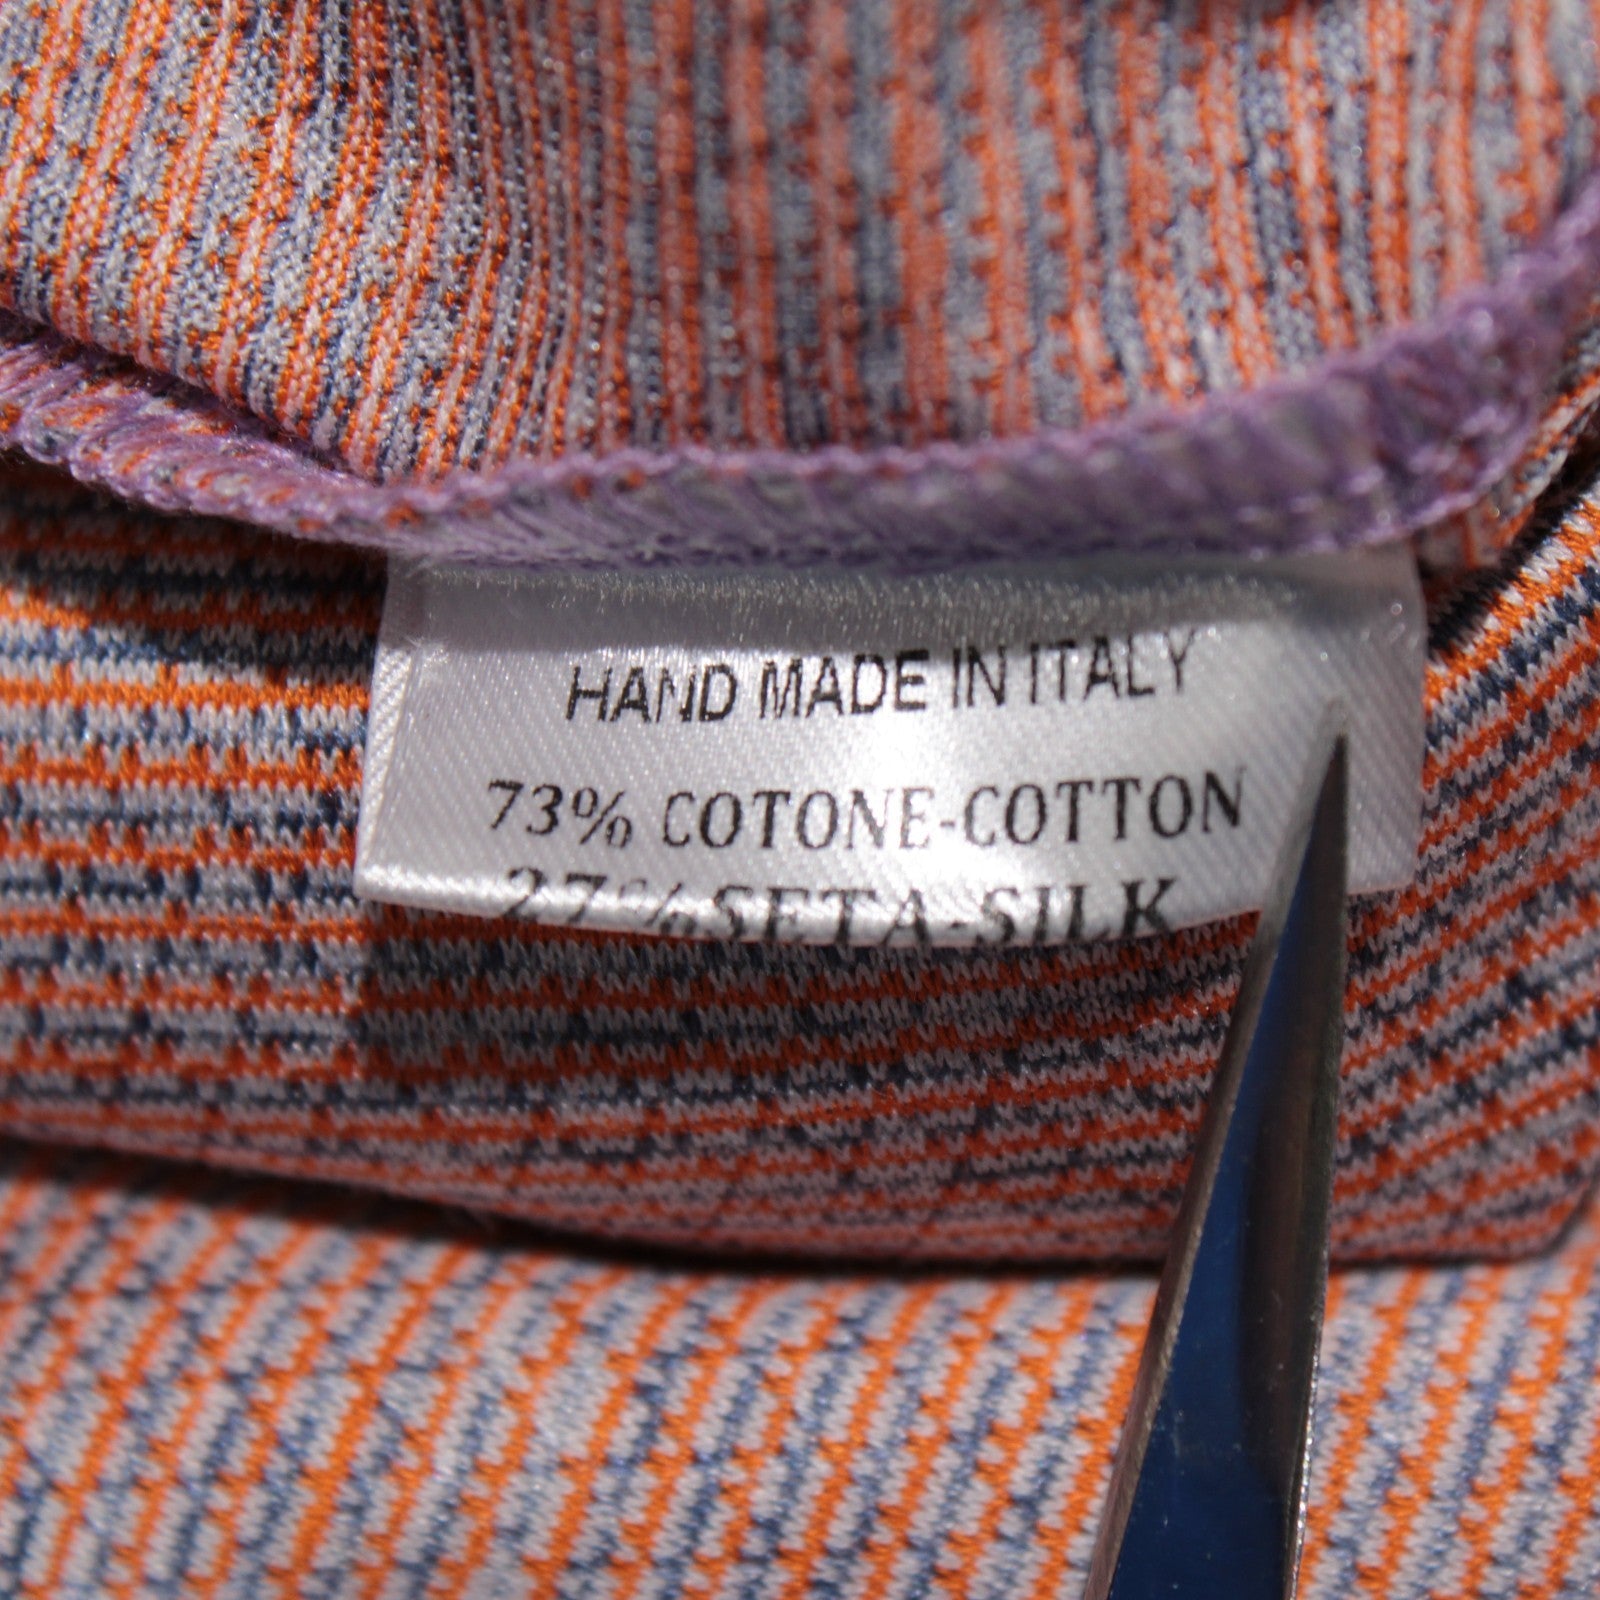 HAND MADE IN ITALY
73% COTONE-COTTON
27% SETA-SILK